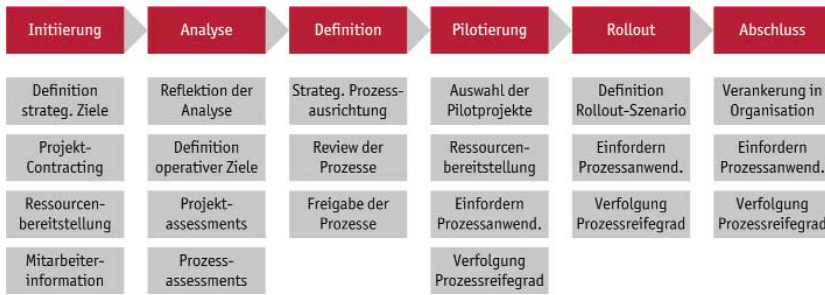 Initiierung
Analyse
Definition
Pilotierung
Rollout
Abschluss
Definition
strateg. Ziele
Reflektion der
Analyse
Strateg. Prozess-
ausrichtung
Auswahl der
Pilotprojekte
Definition
Rollout-Szenario
Verankerung in
Organisation
Projekt-
Contracting
Definition
operativer Ziele
Review der
Prozesse
Ressourcen-
bereitstellung
Einfordern
Prozessanwend.
Einfordern
Prozessanwend.
Ressourcen-
bereitstellung
Projekt-
assessments
Freigabe der
Prozesse
Einfordern
Prozessanwend.
Verfolgung
Prozessreifegrad
Verfolgung
Prozessreifegrad
Mitarbeiter-
information
Prozess-
assessments
Verfolgung
Prozessreifegrad